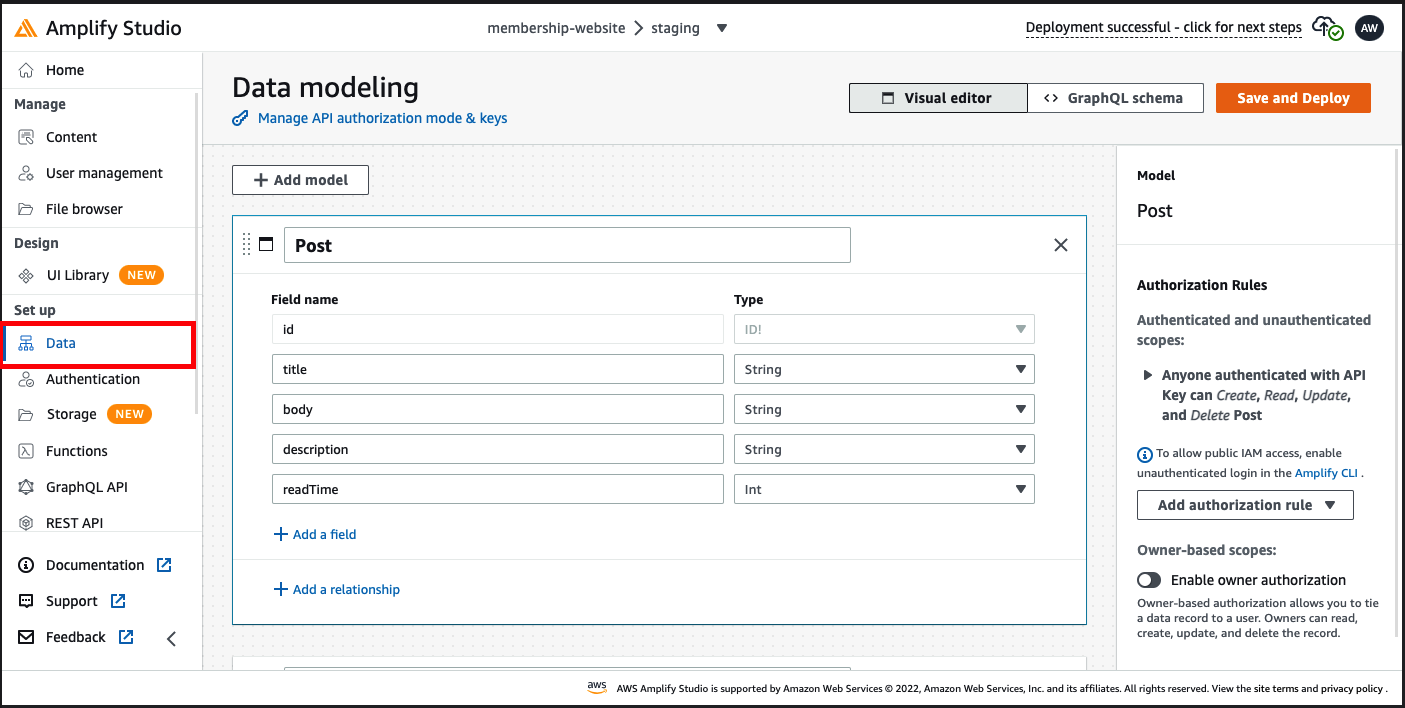 Amplify Studio
membership-website > staging
Deployment successful - click for next steps
AW
Home
Manage
Content
User management
File browser
Design
UI Library NEW
Set up
Data
Authentication
Storage NEW
Functions
GraphQL API
REST API
Documentation
Support
Feedback
Data modeling
Manage API authorization mode & keys
Visual editor
<> GraphQL schema
Save and Deploy
+ Add model
Post
Field name Type
id ID!
title String
body String
description String
readTime Int
+ Add a field
+ Add a relationship
Model
Post
Authorization Rules
Authenticated and unauthenticated
scopes:
Anyone authenticated with API
Key can Create, Read, Update,
and Delete Post
To allow public IAM access, enable
unauthenticated login in the Amplify CLI .
Add authorization rule
Owner-based scopes:
Enable owner authorization
Owner-based authorization allows you to tie
a data record to a user. Owners can read,
create, update, and delete the record.
aws AWS Amplify Studio is supported by Amazon Web Services © 2022, Amazon Web Services, Inc. and its affiliates. All rights reserved. View the site terms and privacy policy .